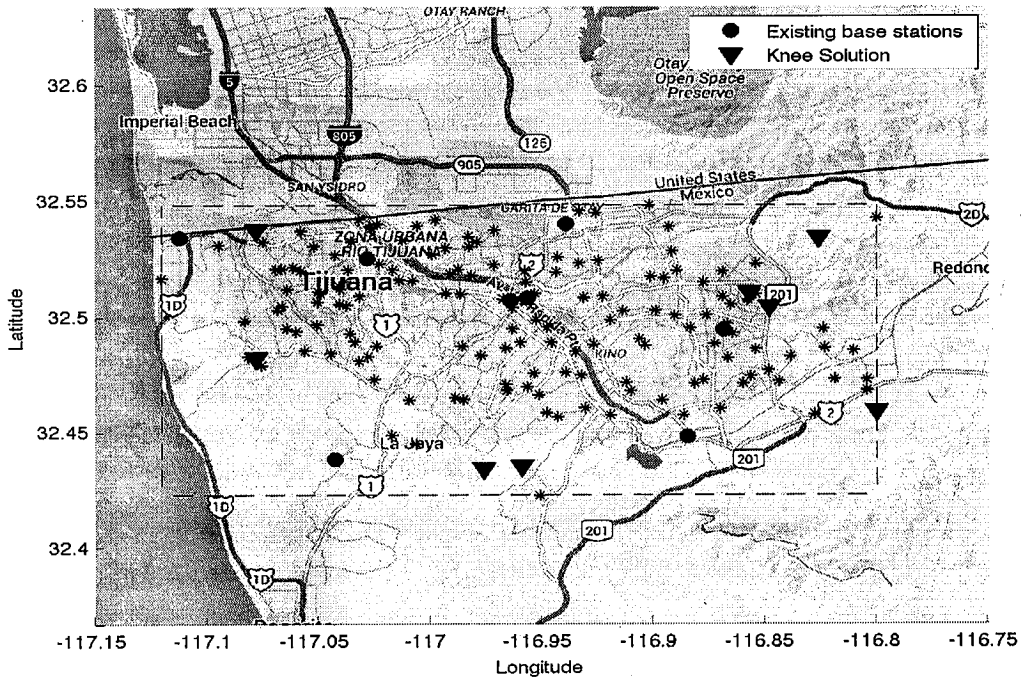 OTAY RANCH
Existing base stations
Knee Solution
Otay
Open Space
Preserve
32.6
5
Imperial Beach
805
125
905
SAN YSIDRO
United States
Mexico
32.55
GARITA DE OTAY
2D
ZONA URBANA
RIO TIJUANA
2
Redond
Tijuana
201
1D
Latitude
32.5
1
KINO
2
32.45
La Joya
201
1
1D
201
32.4
1D
-117.15
-117.1
-117.05
-117
-116.95
-116.9
-116.85
-116.8
-116.75
Longitude